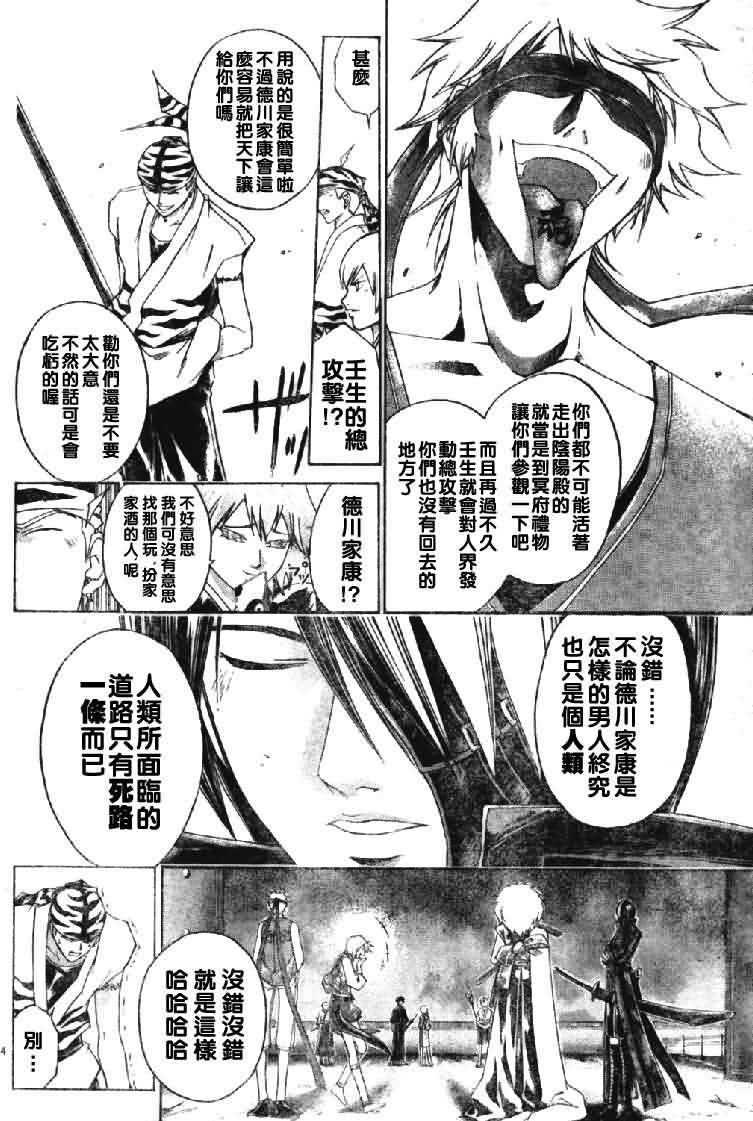 你們都不可能活著
走出陰陽殿的
就當是到冥府禮物
讓你們參觀一下吧
而且再過不久
壬生就會對人界發
動總攻擊
你們也沒有回去的
地方了
甚麼
壬生的總
攻擊!?
用說的是很簡單啦
不過德川家康會這
麼容易就把天下讓
給你們嗎
勸你們還是不要
太大意
不然的話可是會
吃虧的喔
德川家康!?
不好意思
我們可沒有意思
找那個玩,扮家
家酒的人,呢
沒錯……
不論德川家康是
怎樣的男人終究
也只是個人類
人類所面臨的
道路只有死路
一條而已
沒錯沒錯
就是這樣
哈哈哈哈
別…
4